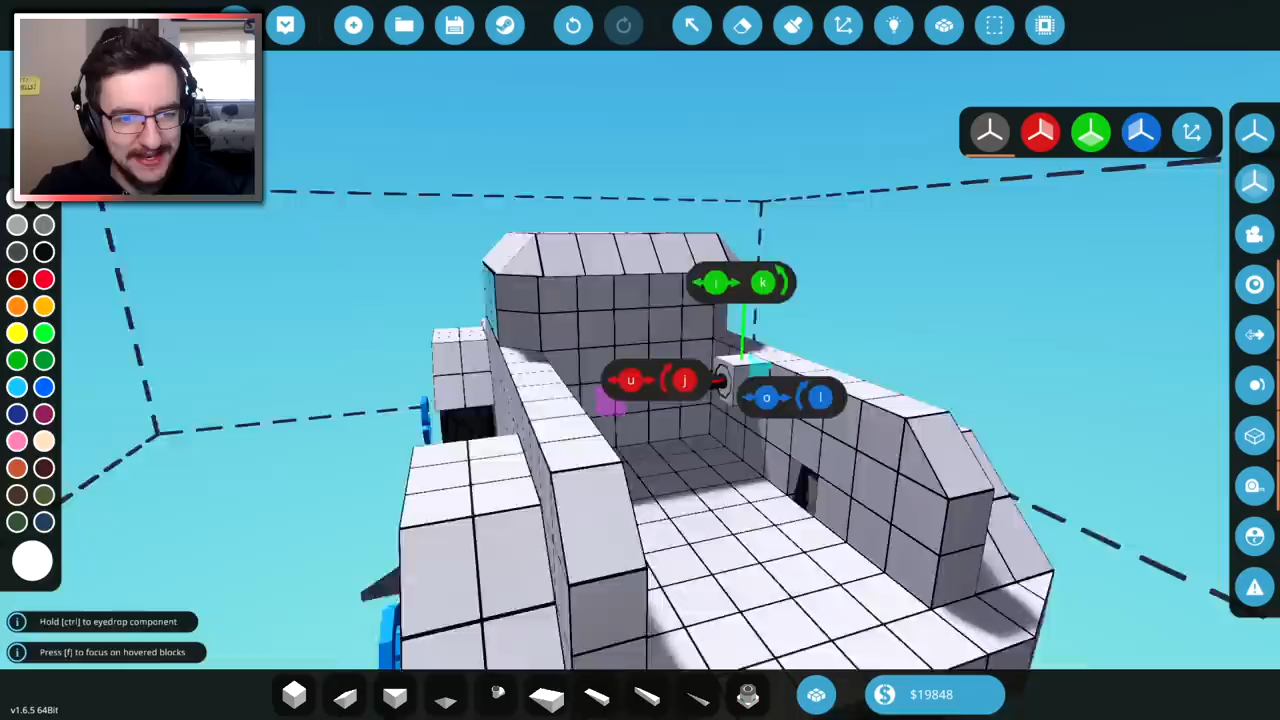 i k
u j
o l
Hold [ctrl] to eyedrop component
Press [f] to focus on hovered blocks
$19848
v1.6.5 64Bit